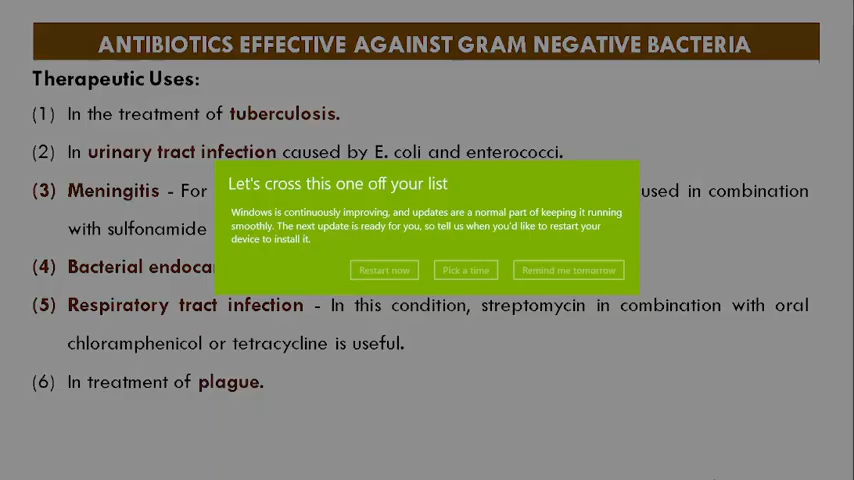 ANTIBIOTICS EFFECTIVE AGAINST GRAM NEGATIVE BACTERIA
Therapeutic Uses:
(1) In the treatment of tuberculosis.
(2) In urinary tract infection caused by E. coli and enterococci.
(3) Meningitis - For used in combination
with sulfonamide
(4) Bacterial
(5) Respiratory tract infection - In this condition, streptomycin in combination with oral
chloramphenicol or tetracycline is useful.
(6) In treatment of plague.
Let's cross this one off your list
Windows is continuously improving, and updates are a normal part of keeping it running
smoothly. The next update is ready for you, so tell us when you'd like to restart your
device to install it.
Restart now Pick a time Remind me tomorrow